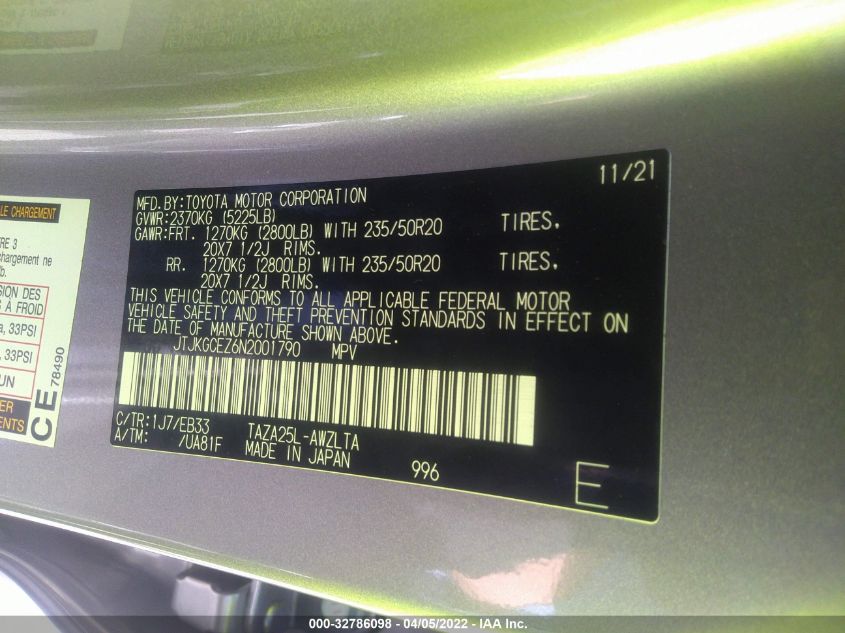 LE CHARGEMENT
RE 3
chargement ne
b.
SION DES
À FROID
a, 33PSI
, 33PSI
UN
ER
ENTS
CE 78490
11/21
MFD.BY:TOYOTA MOTOR CORPORATION
GVWR:2370KG (5225LB)
GAWR:FRT. 1270KG (2800LB) WITH 235/50R20 TIRES,
20X7 1/2J RIMS.
RR. 1270KG (2800LB) WITH 235/50R20 TIRES,
20X7 1/2J RIMS.
THIS VEHICLE CONFORMS TO ALL APPLICABLE FEDERAL MOTOR
VEHICLE SAFETY AND THEFT PREVENTION STANDARDS IN EFFECT ON
THE DATE OF MANUFACTURE SHOWN ABOVE.
JTJKGCEZ6N2001790 MPV
C/TR:1J7/EB33 TAZA25L-AWZLTA
A/TM: /UA81F MADE IN JAPAN
996
E
000-32786098 - 04/05/2022 - IAA Inc.